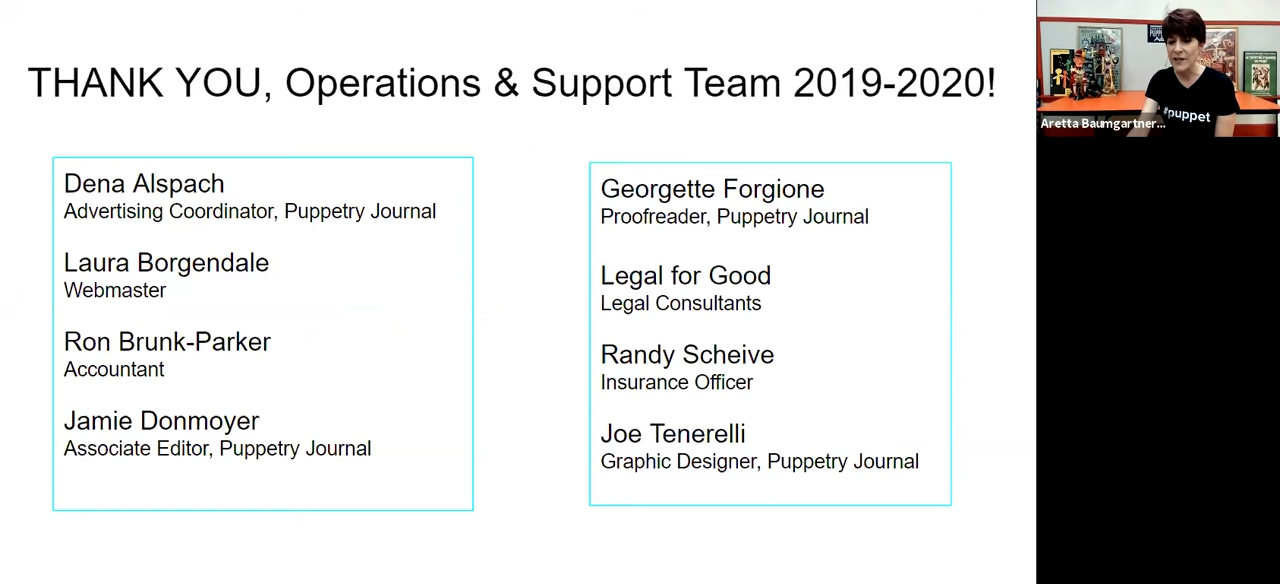 THANK YOU, Operations & Support Team 2019-2020!
Dena Alspach
Advertising Coordinator, Puppetry Journal
Laura Borgendale
Webmaster
Ron Brunk-Parker
Accountant
Jamie Donmoyer
Associate Editor, Puppetry Journal
Georgette Forgione
Proofreader, Puppetry Journal
Legal for Good
Legal Consultants
Randy Scheive
Insurance Officer
Joe Tenerelli
Graphic Designer, Puppetry Journal
#puppet
Aretta Baumgartner...